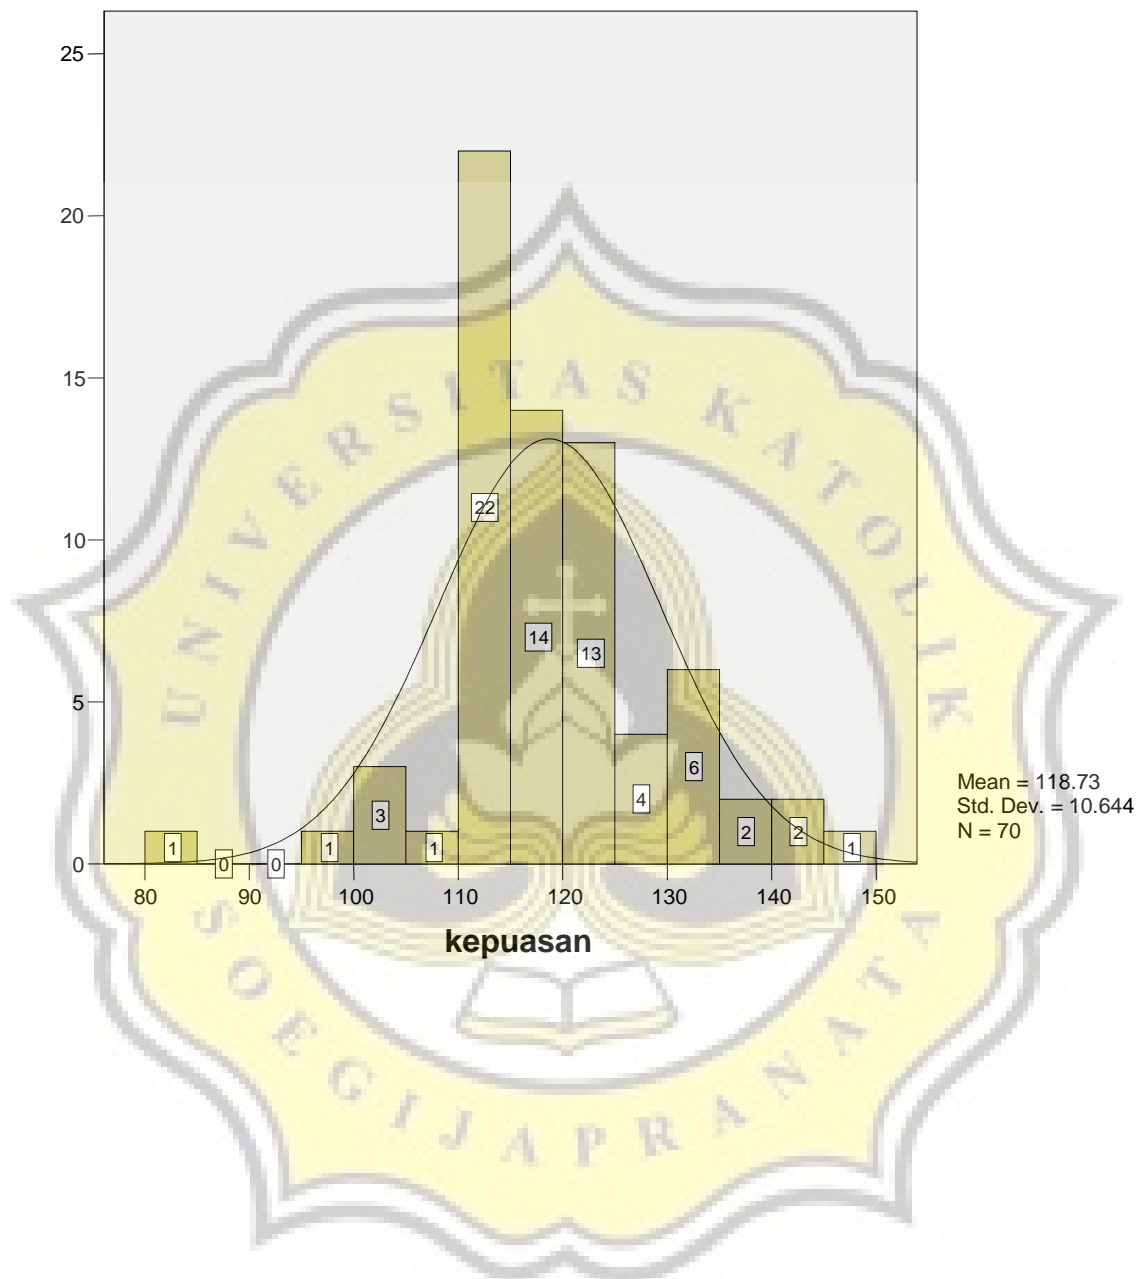 25
20
15
10
5
0
22
14
13
6
4
3
2
2
1
1
1
1
0
0
80 90 100 110 120 130 140 150
kepuasan
Mean = 118.73
Std. Dev. = 10.644
N = 70
UNIVERSITAS KATOLIK
SOEGIJAPRANATA